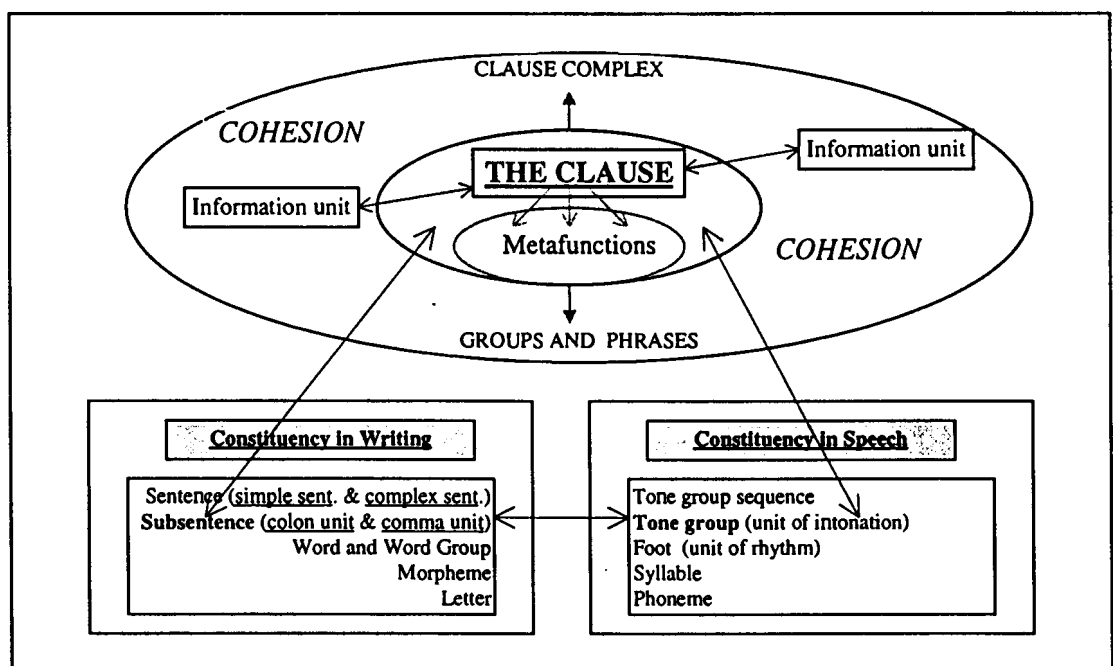 CLAUSE COMPLEX
COHESION
Information unit
THE CLAUSE
Information unit
Metafunctions
COHESION
GROUPS AND PHRASES
Constituency in Writing
Sentence (simple sent. & complex sent.)
Subsentence (colon unit & comma unit)
Word and Word Group
Morpheme
Letter
Constituency in Speech
Tone group sequence
Tone group (unit of intonation)
Foot (unit of rhythm)
Syllable
Phoneme